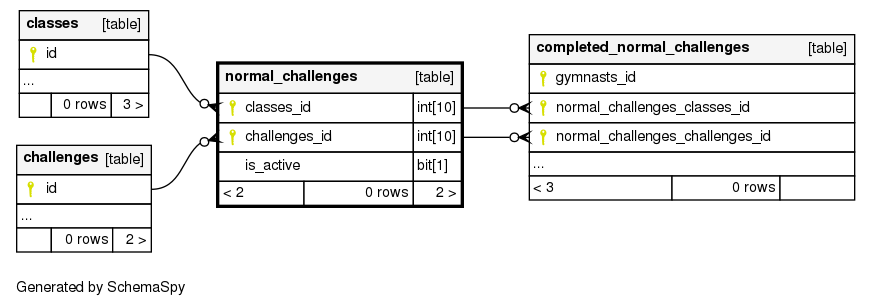 classes [table]
id
...
0 rows 3 >
challenges [table]
id
...
0 rows 2 >
normal_challenges [table]
classes_id int[10]
challenges_id int[10]
is_active bit[1]
< 2 0 rows 2 >
completed_normal_challenges [table]
gymnasts_id
normal_challenges_classes_id
normal_challenges_challenges_id
...
< 3 0 rows
Generated by SchemaSpy